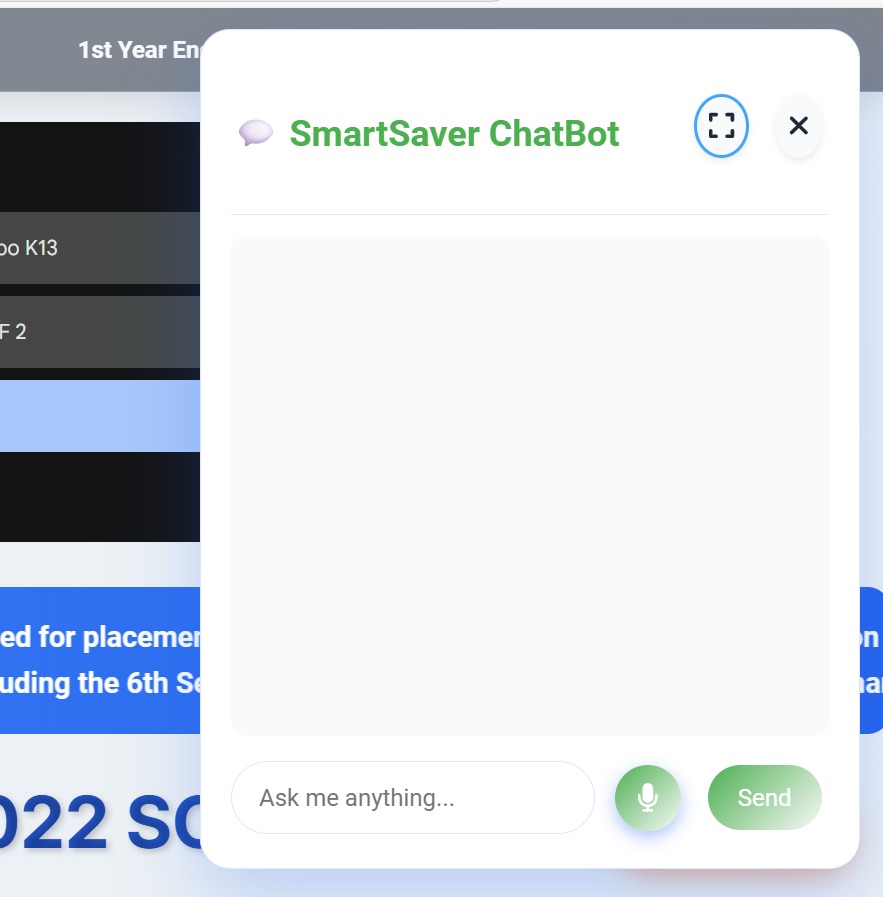 1st Year En
SmartSaver ChatBot
oo K13
F 2
ed for placemen
on
uding the 6th Se
Ask me anything...
Send
022 SC